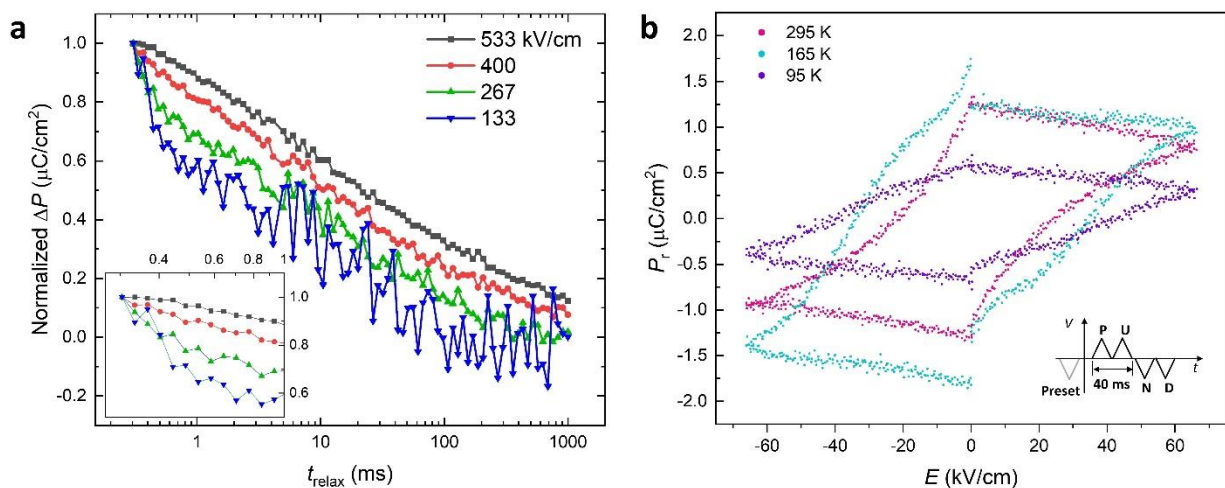 a
Normalized ΔP (µC/cm²)
1.0
0.8
0.6
0.4
0.2
0.0
-0.2
533 kV/cm
400
267
133
0.4
0.6
1
1.0
0.8
0.6
1
10
100
1000
t_relax (ms)
b
P_r (µC/cm²)
2.0
1.5
1.0
0.5
0.0
-0.5
-1.0
-1.5
-2.0
295 K
165 K
95 K
V
P U
t
Preset
40 ms
N D
-60
-40
-20
0
20
40
60
E (kV/cm)